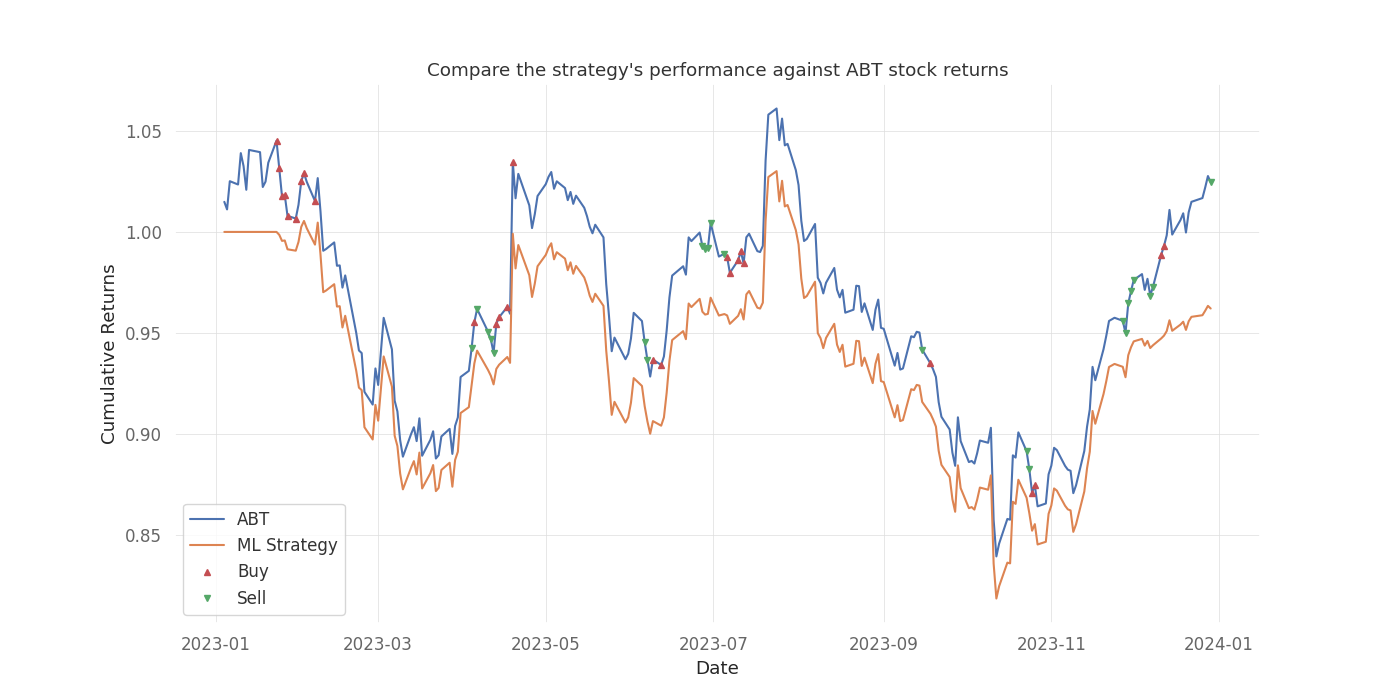 Compare the strategy's performance against ABT stock returns
Cumulative Returns
1.05
1.00
0.95
0.90
0.85
ABT
ML Strategy
Buy
Sell
2023-01 2023-03 2023-05 2023-07 2023-09 2023-11 2024-01
Date